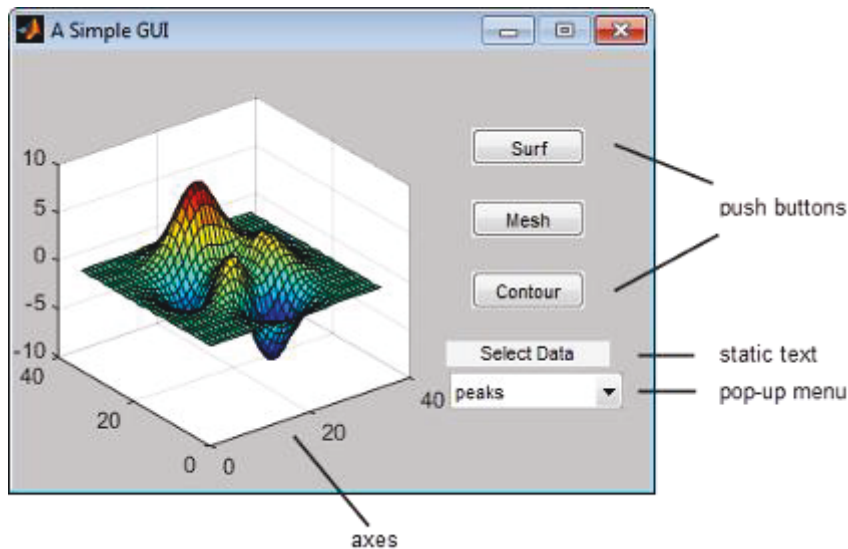 A Simple GUI
Surf
Mesh
Contour
Select Data
peaks
push buttons
static text
pop-up menu
10
5
0
-5
-10
40
20
0
0
20
40
axes